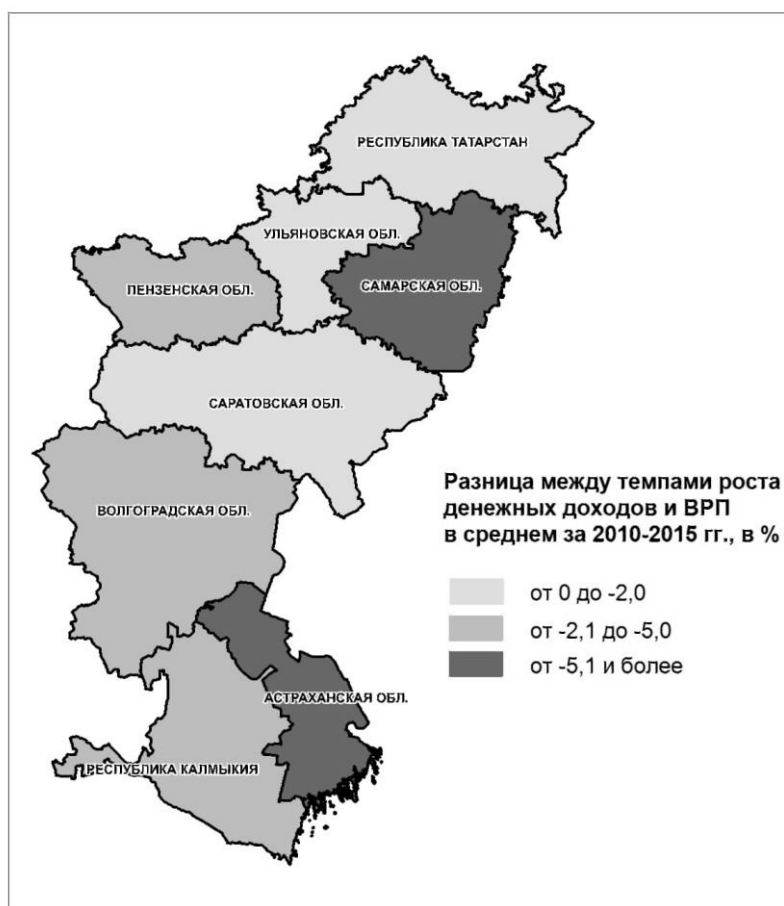 РЕСПУБЛИКА ТАТАРСТАН
УЛЬЯНОВСКАЯ ОБЛ.
ПЕНЗЕНСКАЯ ОБЛ.
САМАРСКАЯ ОБЛ.
САРАТОВСКАЯ ОБЛ.
ВОЛГОГРАДСКАЯ ОБЛ.
АСТРАХАНСКАЯ ОБЛ.
РЕСПУБЛИКА КАЛМЫКИЯ
Разница между темпами роста
денежных доходов и ВРП
в среднем за 2010-2015 гг., в %
от 0 до -2,0
от -2,1 до -5,0
от -5,1 и более